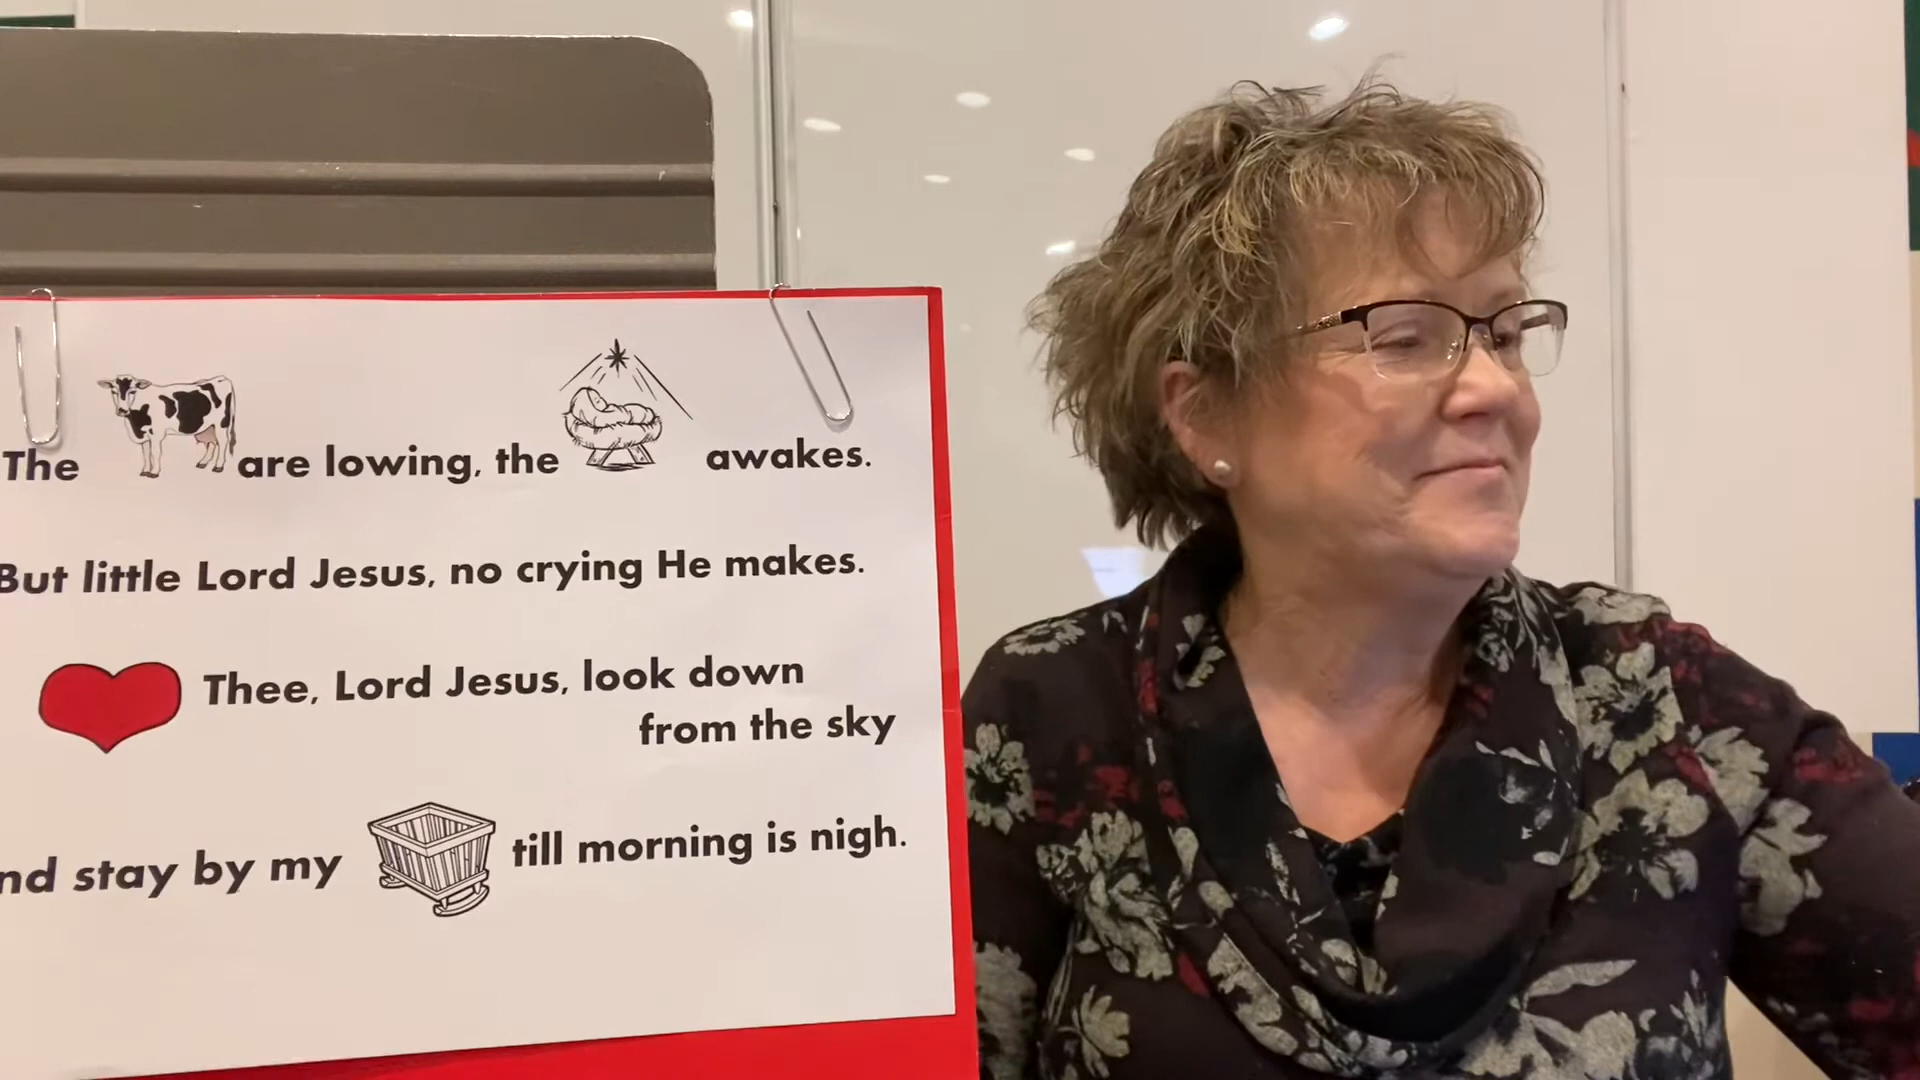 The are lowing, the awakes.
But little Lord Jesus, no crying He makes.
Thee, Lord Jesus, look down
from the sky
nd stay by my till morning is nigh.